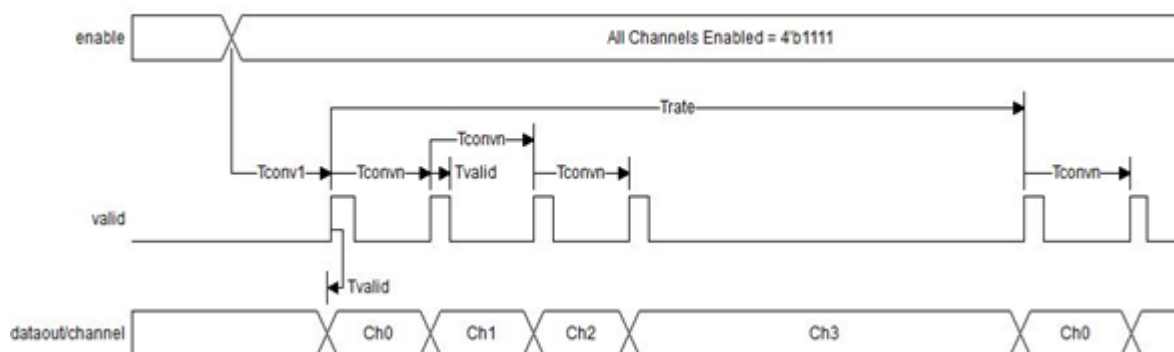 enable
All Channels Enabled = 4'b1111
Trate
Tconvn
Tconv1
Tconvn
Tvalid
Tconvn
Tconvn
valid
Tvalid
dataout/channel
Ch0
Ch1
Ch2
Ch3
Ch0